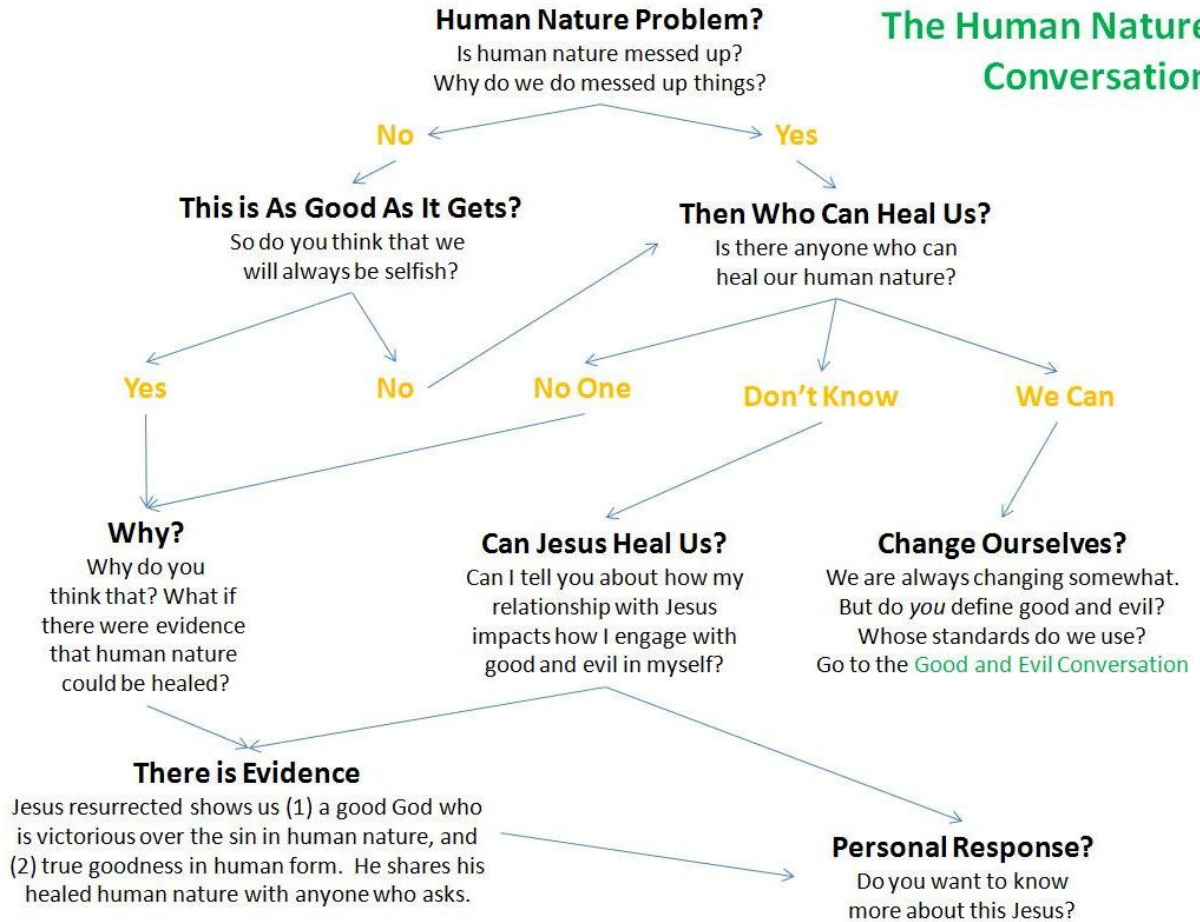 Human Nature Problem?
Is human nature messed up?
Why do we do messed up things?
The Human Nature
Conversation
No
Yes
This is As Good As It Gets?
So do you think that we
will always be selfish?
Then Who Can Heal Us?
Is there anyone who can
heal our human nature?
Yes
No
No One
Don't Know
We Can
Why?
Why do you
think that? What if
there were evidence
that human nature
could be healed?
Can Jesus Heal Us?
Can I tell you about how my
relationship with Jesus
impacts how I engage with
good and evil in myself?
Change Ourselves?
We are always changing somewhat.
But do you define good and evil?
Whose standards do we use?
Go to the Good and Evil Conversation
There is Evidence
Jesus resurrected shows us (1) a good God who
is victorious over the sin in human nature, and
(2) true goodness in human form. He shares his
healed human nature with anyone who asks.
Personal Response?
Do you want to know
more about this Jesus?